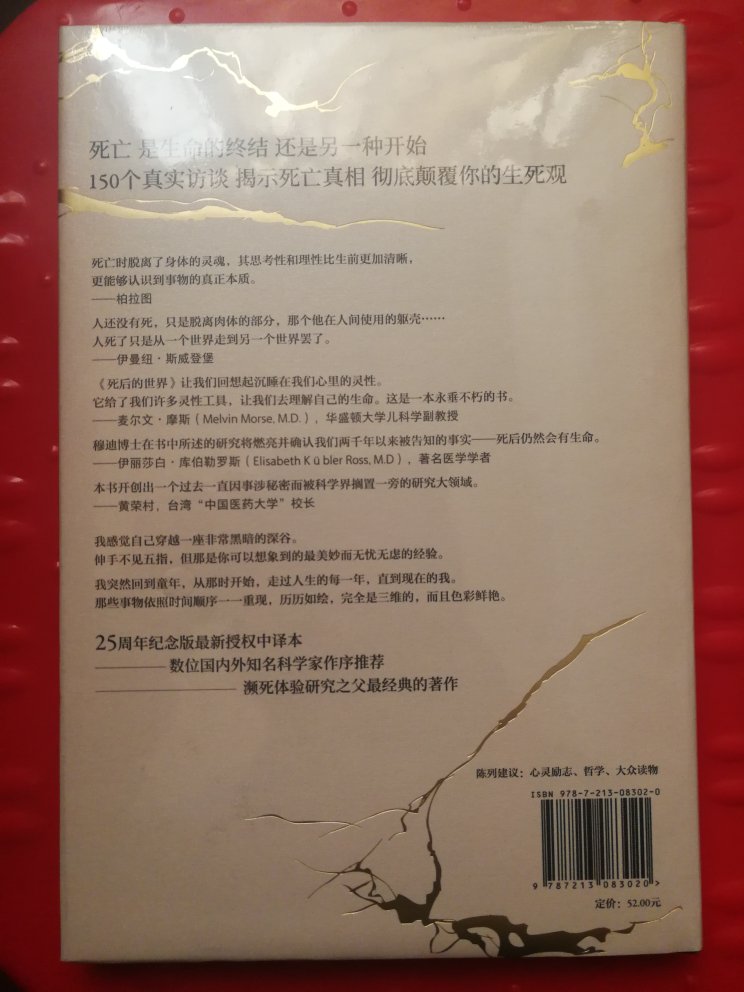 死亡 是生命的终结 还是另一种开始
150个真实访谈 揭示死亡真相 彻底颠覆你的生死观
死亡时脱离了身体的灵魂，其思考性和理性比生前更加清晰，
更能够认识到事物的真正本质。
——柏拉图
人还没有死，只是脱离肉体的部分，那个他在人间使用的躯壳……
人死了只是从一个世界走到另一个世界罢了。
——伊曼纽·斯威登堡
《死后的世界》让我们回想起沉睡在我们心里的灵性。
它给了我们许多灵性工具，让我们去理解自己的生命。这是一本永垂不朽的书。
——麦尔文·摩斯（Melvin Morse, M.D.），华盛顿大学儿科学副教授
穆迪博士在书中所述的研究将燃亮并确认我们两千年以来被告知的事实——死后仍然会有生命。
——伊丽莎白·库伯勒罗斯（Elisabeth K ü bler Ross, M.D），著名医学学者
本书开创出一个过去一直因事涉秘密而被科学界搁置一旁的研究大领域。
——黄荣村，台湾“中国医药大学”校长
我感觉自己穿越一座非常黑暗的深谷。
伸手不见五指，但那是你可以想象到的最美妙而无忧无虑的经验。
我突然回到童年，从那时开始，走过人生的每一年，直到现在的我。
那些事物依照时间顺序一一重现，历历如绘，完全是三维的，而且色彩鲜艳。
25周年纪念版最新授权中译本
————数位国内外知名科学家作序推荐
————————濒死体验研究之父最经典的著作
陈列建议：心灵励志、哲学、大众读物
ISBN 978-7-213-08302-0
9 787213 083020 >
定价：52.00元